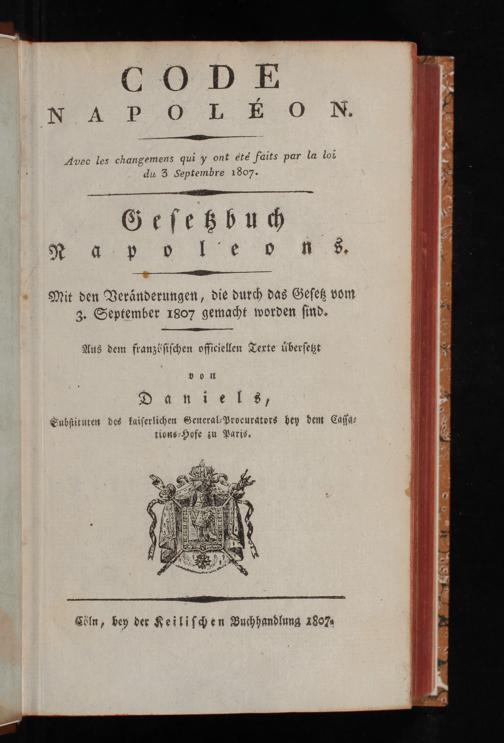 CODE
NAPOLÉON.
Avec les changemens qui y ont été faits par la loi
du 3 Septembre 1807.
Gesetzbuch
Napoleons.
Mit den Veränderungen, die durch das Gesetz vom
3. September 1807 gemacht worden sind.
Aus dem französischen officiellen Texte übersetzt
von
Daniels,
Substituten des kaiserlichen General-Procurators bey dem Cassa-
tions-Hofe zu Paris.
Cöln, bey der Keilischen Buchhandlung 1807.